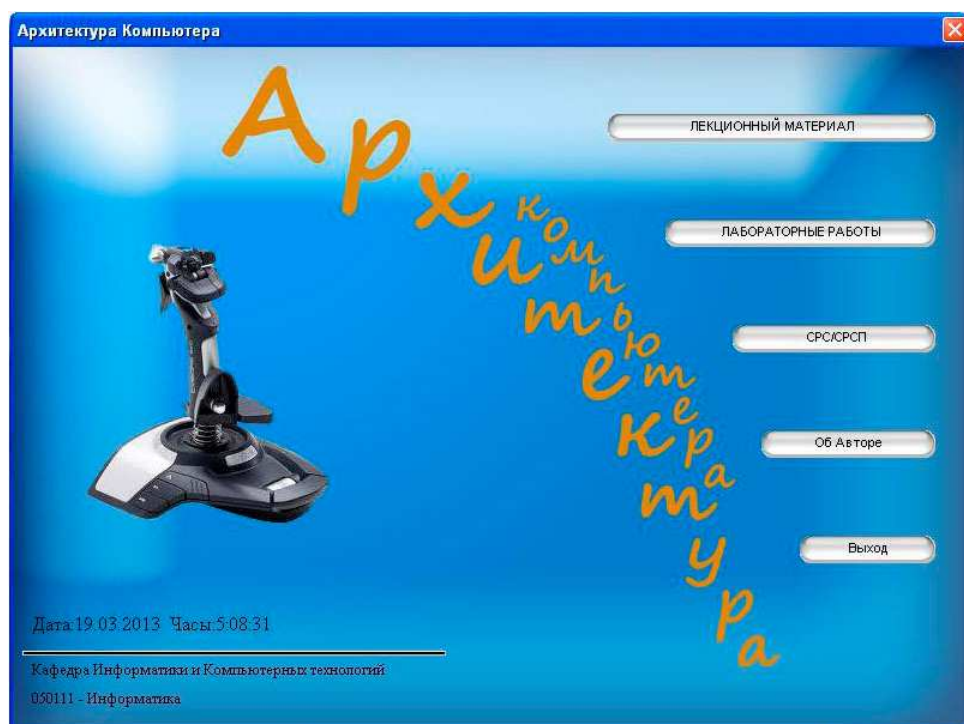 Архитектура Компьютера
Архитектура
компьютера
ЛЕКЦИОННЫЙ МАТЕРИАЛ
ЛАБОРАТОРНЫЕ РАБОТЫ
СРС/СРСП
Об Авторе
Выход
Дата:19.03.2013 Часы:5:08:31
Кафедра Информатики и Компьютерных технологий
050111 - Информатика